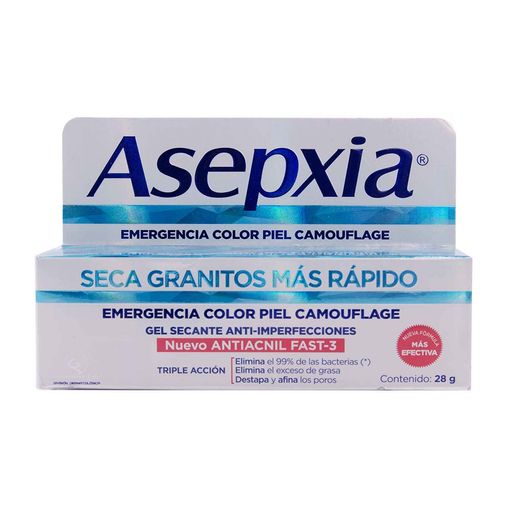 Asepxia®
EMERGENCIA COLOR PIEL CAMOUFLAGE
SECA GRANITOS MÁS RÁPIDO
EMERGENCIA COLOR PIEL CAMOUFLAGE
GEL SECANTE ANTI-IMPERFECCIONES
Nuevo ANTIACNIL FAST-3
TRIPLE ACCIÓN
Elimina el 99% de las bacterias (*)
Elimina el exceso de grasa
Destapa y afina los poros
NUEVA FÓRMULA
MÁS
EFECTIVA
Contenido: 28 g